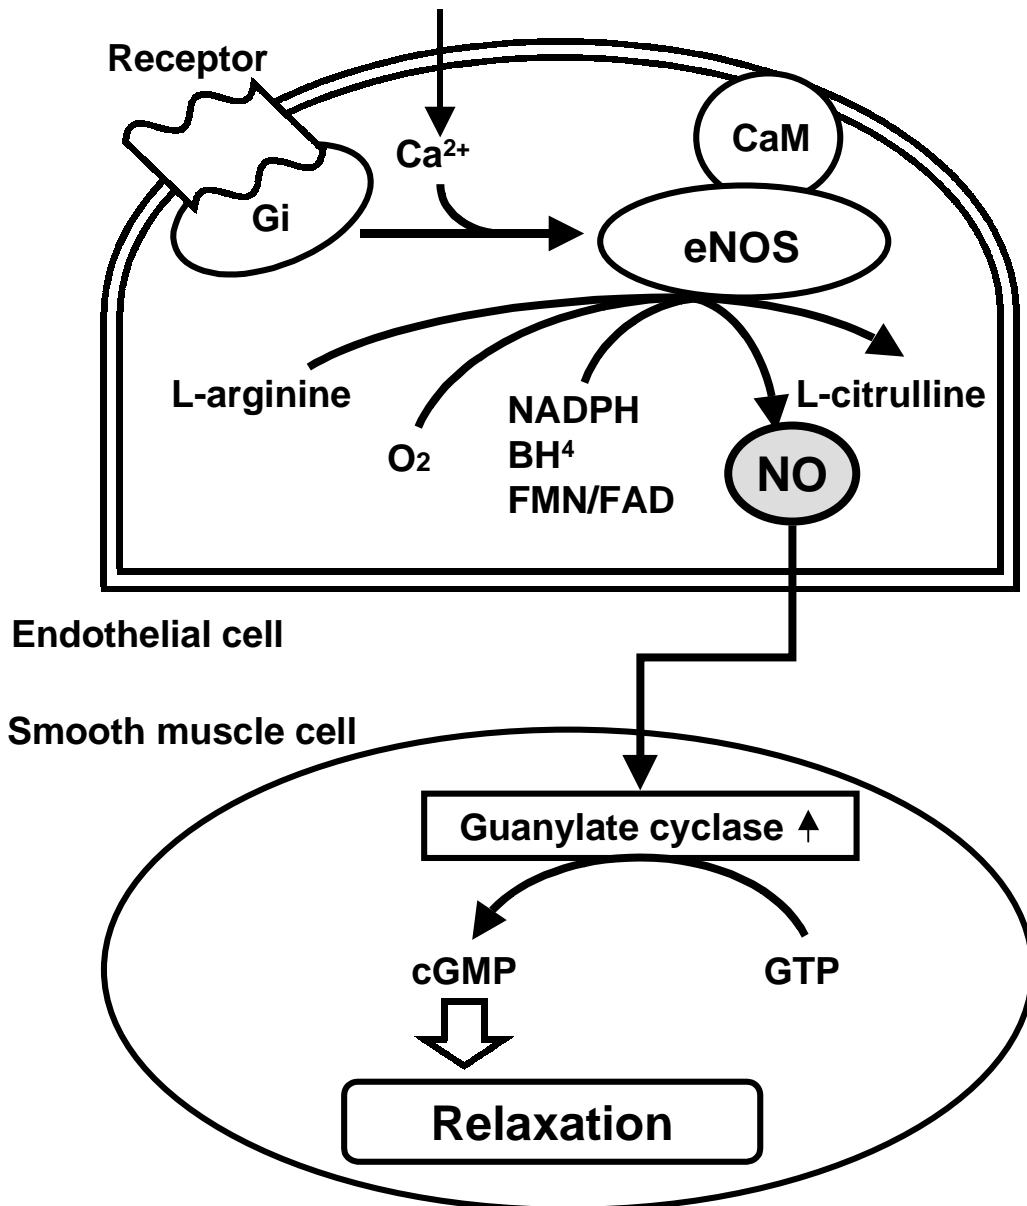 Receptor
Ca²⁺
CaM
Gi
eNOS
L-arginine
L-citrulline
NADPH
O₂
BH⁴
NO
FMN/FAD
Endothelial cell
Smooth muscle cell
Guanylate cyclase
cGMP
GTP
Relaxation